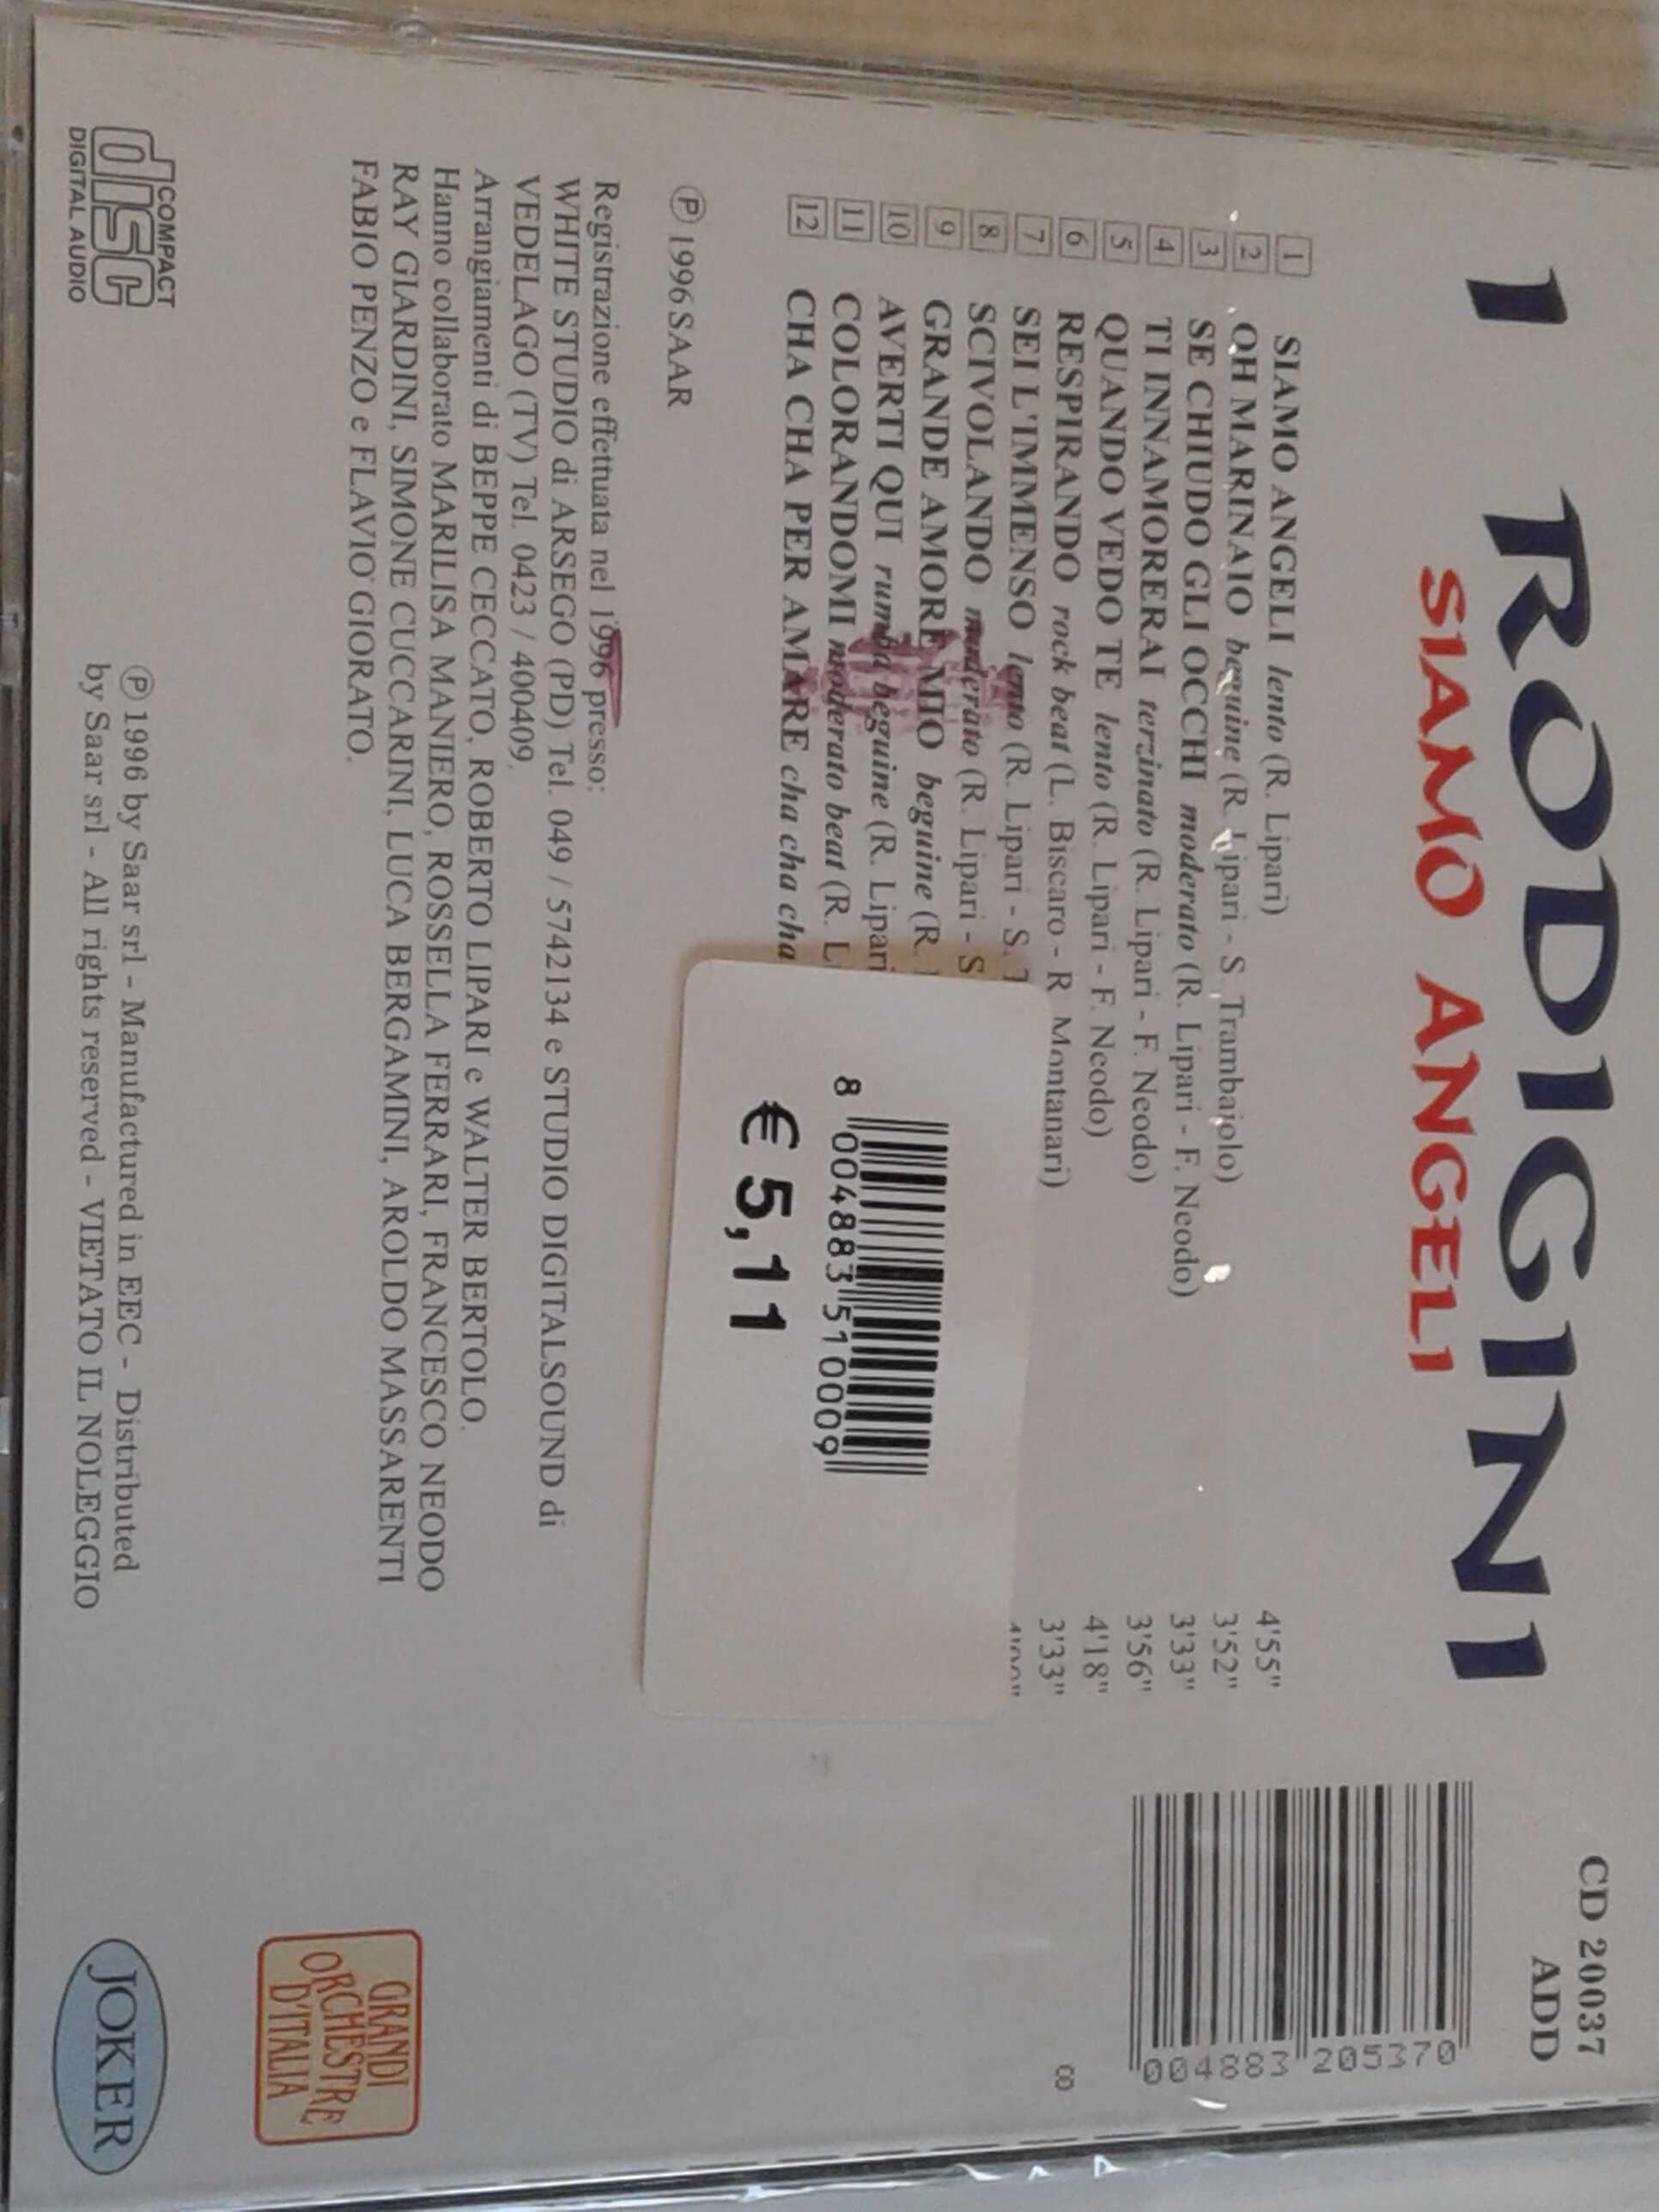 I RODIGINI
SIAMO ANGELI
CD 20037
ADD
1 SIAMO ANGELI lento (R. Lipari) 4'55"
2 OH MARINAIO beguine (R. Lipari - S. Trambajolo) 3'52"
3 SE CHIUDO GLI OCCHI moderato (R. Lipari - F. Neodo) 3'33"
4 TI INNAMORERAI terzinato (R. Lipari - F. Neodo) 3'56"
5 QUANDO VEDO TE lento (R. Lipari - F. Neodo) 4'18"
6 RESPIRANDO rock beat (L. Biscaro - R. Montanari) 3'33"
7 SEI L'IMMENSO lento (R. Lipari - S.
8 SCIVOLANDO moderato (R. Lipari - S
9 GRANDE AMORE MIO beguine (R.
10 AVERTI QUI rumba beguine (R. Lipari
11 COLORANDOMI moderato beat (R. L
12 CHA CHA CHA PER AMARE cha cha cha
8 004883 205370
8 004883 510009
€ 5,11
Ⓟ 1996 SAAR
Registrazione effettuata nel 1996 presso:
WHITE STUDIO di ARSEGO (PD) Tel. 049 / 5742134 e STUDIO DIGITALSOUND di
VEDELAGO (TV) Tel. 0423 / 400409.
Arrangiamenti di BEPPE CECCATO, ROBERTO LIPARI e WALTER BERTOLO.
Hanno collaborato MARILISA MANIERO, ROSSELLA FERRARI, FRANCESCO NEODO
RAY GIARDINI, SIMONE CUCCARINI, LUCA BERGAMINI, AROLDO MASSARENTI
FABIO PENZO e FLAVIO GIORATO.
GRANDI
ORCHESTRE
D'ITALIA
COMPACT
disc
DIGITAL AUDIO
Ⓟ 1996 by Saar srl - Manufactured in EEC - Distributed
by Saar srl - All rights reserved - VIETATO IL NOLEGGIO
JOKER